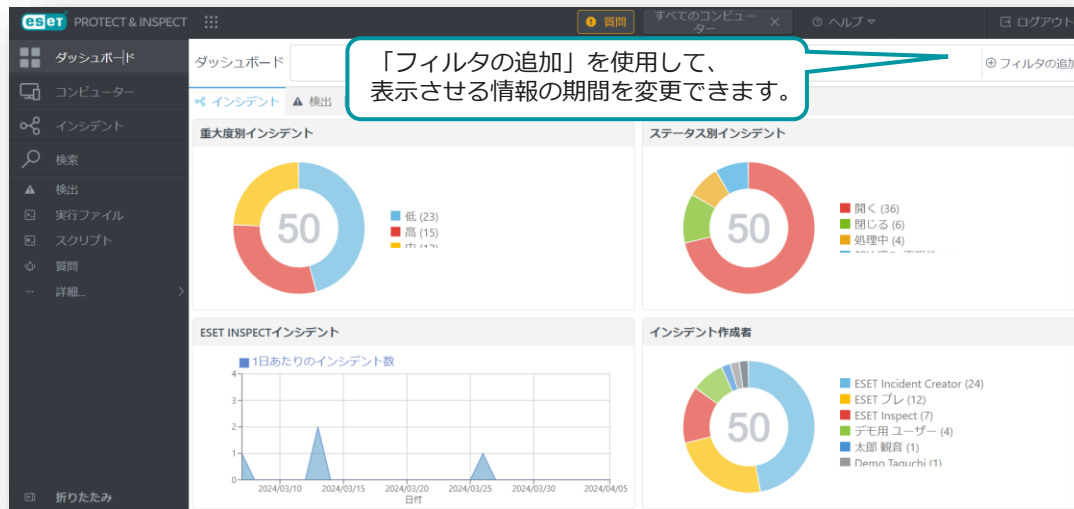 eset PROTECT & INSPECT
質問
すべてのコンピュー
ター
ヘルプ
ログアウト
ダッシュボード
コンピューター
インシデント
検索
検出
実行ファイル
スクリプト
質問
詳細...
折りたたみ
ダッシュボード
「フィルタの追加」を使用して、
表示させる情報の期間を変更できます。
フィルタの追加
インシデント
検出
重大度別インシデント
50
低 (23)
高 (15)
ステータス別インシデント
50
開く (36)
閉じる (6)
処理中 (4)
ESET INSPECTインシデント
1日あたりのインシデント数
4
3
2
1
0
2024/03/10 2024/03/15 2024/03/20 2024/03/25 2024/03/30 2024/04/05
日付
インシデント作成者
50
ESET Incident Creator (24)
ESET プレ (12)
ESET Inspect (7)
デモ用 ユーザー (4)
太郎 観音 (1)
Demo Taguchi (1)